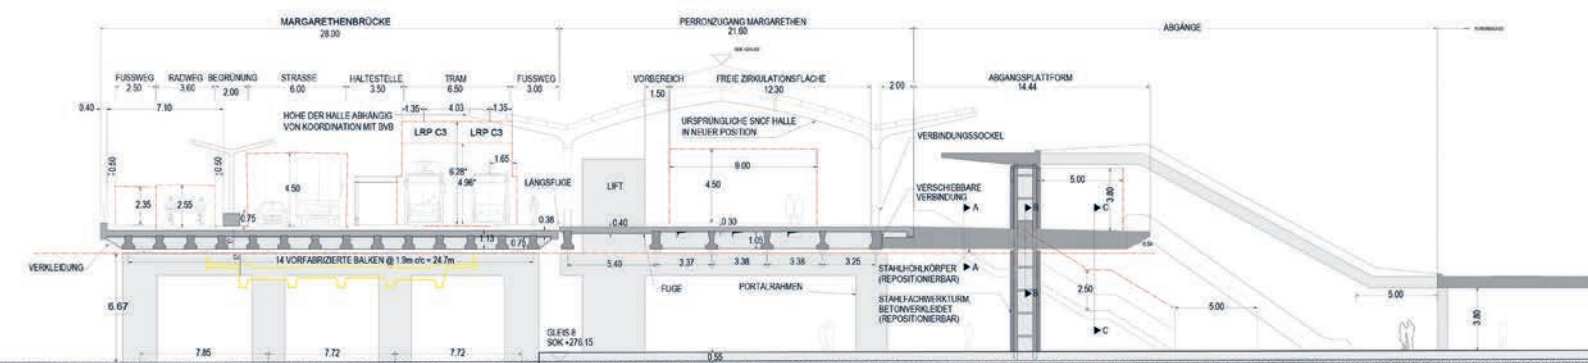 MARGARETHENBRÜCKE
28.00
PERRONZUGANG MARGARETHEN
21.60
ABGÄNGE
FUSSWEG
2.50
RADWEG
3.60
BEGRÜNUNG
2.00
STRASSE
6.00
HALTESTELLE
3.50
TRAM
6.50
FUSSWEG
3.00
VORBEREICH
1.50
FREIE ZIRKULATIONSFLÄCHE
12.30
2.00
ABGANGSPLATTFORM
14.44
0.40
7.10
1.35
4.03
1.35
HÖHE DER HALLE ABHÄNGIG
VON KOORDINATION MIT BVB
LRP C3
LRP C3
URSPRÜNGLICHE SNCF HALLE
IN NEUER POSITION
VERBINDUNGSSOCKEL
0.50
0.50
2.35
2.55
4.50
6.28*
4.96*
1.65
LÄNGSFUGE
LIFT
9.00
4.50
VERSCHIEBBARE
VERBINDUNG
5.00
3.80
A
B
C
0.75
0.38
0.40
0.30
1.13
0.75
1.05
VERKLEIDUNG
14 VORFABRIZIERTE BALKEN @ 1.9m o/c = 24.7m
5.40
3.37
3.38
3.38
3.25
STAHLHOHLKÖRPER
(REPOSITIONIERBAR)
A
FUGE
PORTALRAHMEN
STAHLFACHWERKTURM,
BETONVERKLEIDET
(REPOSITIONIERBAR)
B
C
2.50
5.00
5.00
3.80
6.67
GLEIS 8
SOK +276.15
7.85
7.72
7.72
0.55